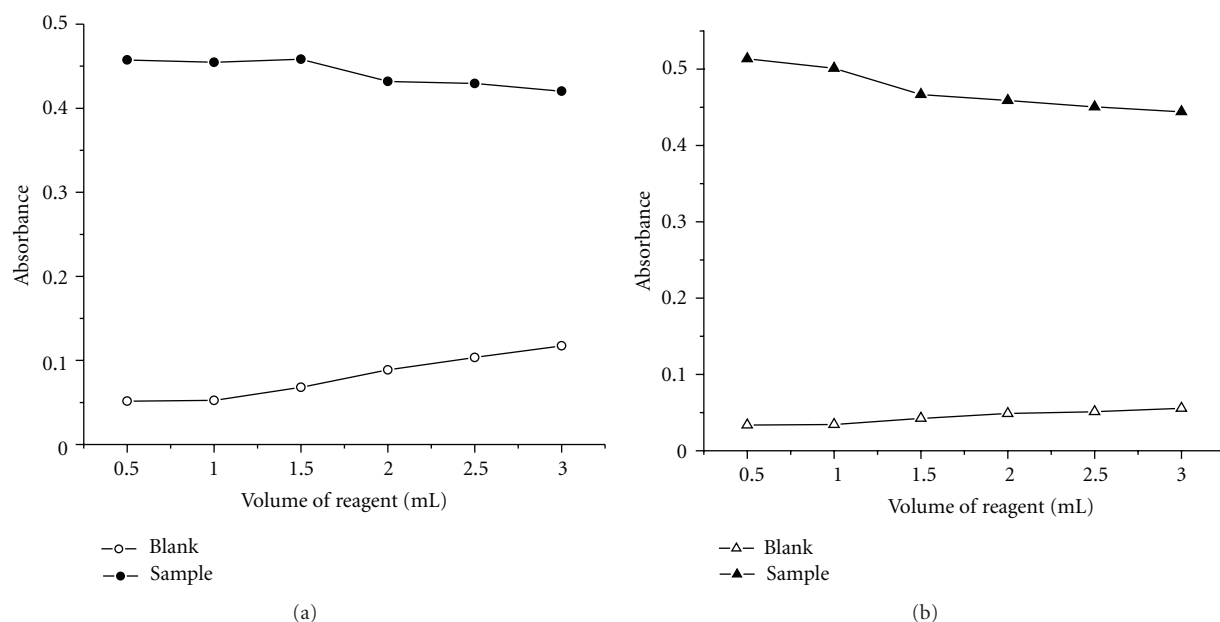 0.5
0.4
0.3
0.2
0.1
0
Absorbance
0.5 1 1.5 2 2.5 3
Volume of reagent (mL)
Blank
Sample
(a)
0.5
0.4
0.3
0.2
0.1
0
Absorbance
0.5 1 1.5 2 2.5 3
Volume of reagent (mL)
Blank
Sample
(b)